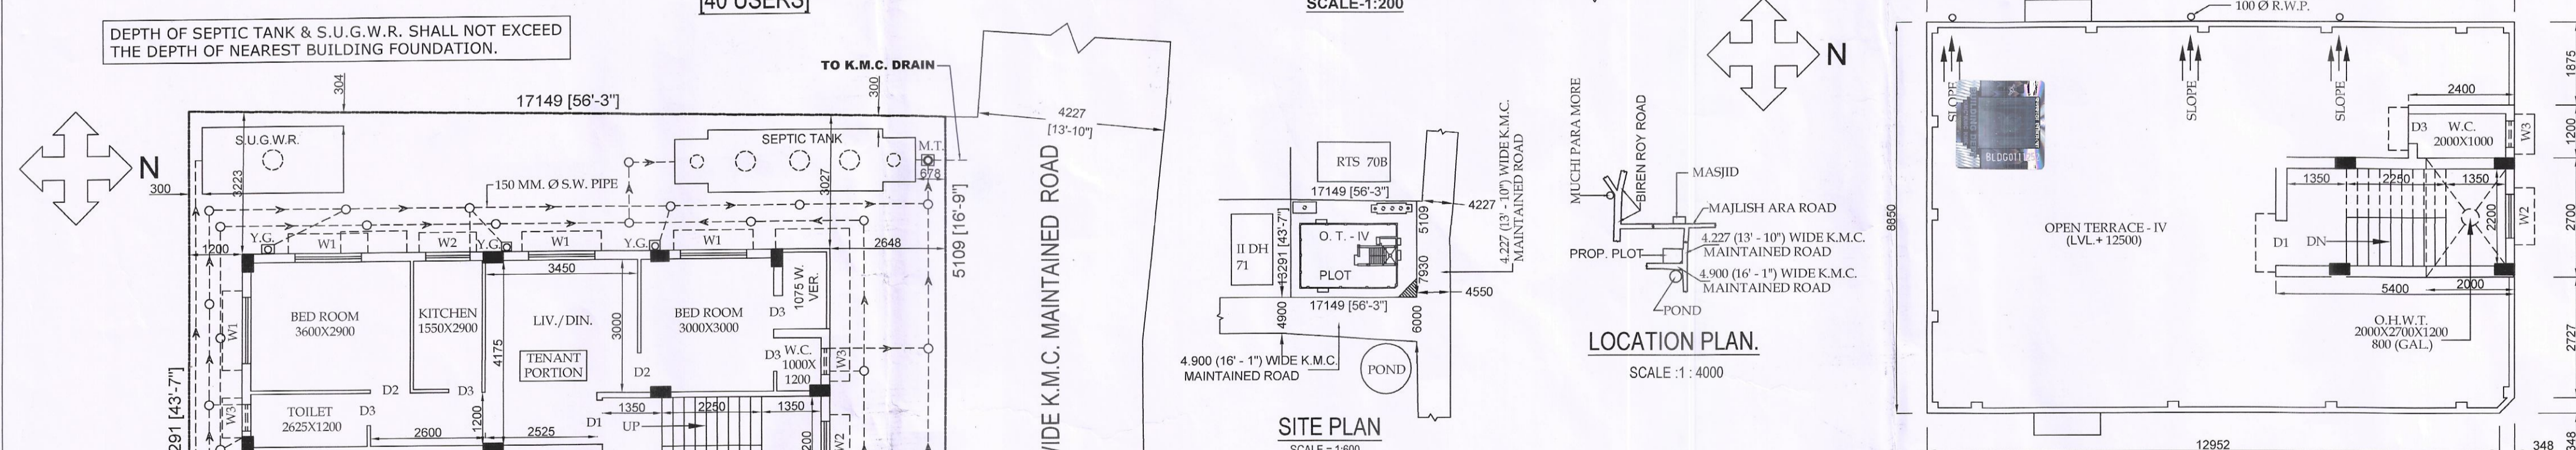 [40 USERS]
SCALE-1:200
DEPTH OF SEPTIC TANK & S.U.G.W.R. SHALL NOT EXCEED
THE DEPTH OF NEAREST BUILDING FOUNDATION.
TO K.M.C. DRAIN
304
300
17149 [56'-3"]
N
300
S.U.G.W.R.
3223
SEPTIC TANK
M.T.
678
3027
150 MM. Ø S.W. PIPE
1200
Y.G.
W1
W2
Y.G.
W1
Y.G.
W1
2648
5109 [16'-9"]
3450
BED ROOM
3600X2900
KITCHEN
1550X2900
LIV./DIN.
TENANT
PORTION
4175
3000
BED ROOM
3000X3000
1075 W.
VER.
D3
D3
W.C.
1000X
1200
W3
W1
D2
D3
D2
TOILET
2625X1200
D3
W3
2600
1200
2525
D1
1350
2250
1350
UP
W2
291 [43'-7"]
4227
[13'-10"]
WIDE K.M.C. MAINTAINED ROAD
RTS 70B
17149 [56'-3"]
II DH
71
13291 [43'-7"]
O. T. - IV
PLOT
5109
7930
4227
4550
17149 [56'-3"]
4900
6000
4.227 (13' - 10") WIDE K.M.C.
MAINTAINED ROAD
4.900 (16' - 1") WIDE K.M.C.
MAINTAINED ROAD
POND
SITE PLAN
SCALE = 1:600
N
MUCHI PARA MORE
BIREN ROY ROAD
MASJID
MAJLISH ARA ROAD
4.227 (13' - 10") WIDE K.M.C.
MAINTAINED ROAD
PROP. PLOT
4.900 (16' - 1") WIDE K.M.C.
MAINTAINED ROAD
POND
LOCATION PLAN.
SCALE :1 : 4000
100 Ø R.W.P.
8850
SLOPE
SLOPE
SLOPE
BLDG011
2400
D3
W.C.
2000X1000
W3
1875
1200
1350
2250
1350
2200
W2
2700
OPEN TERRACE - IV
(LVL.+ 12500)
D1
DN
2000
5400
O.H.W.T.
2000X2700X1200
800 (GAL.)
2727
12952
348
348